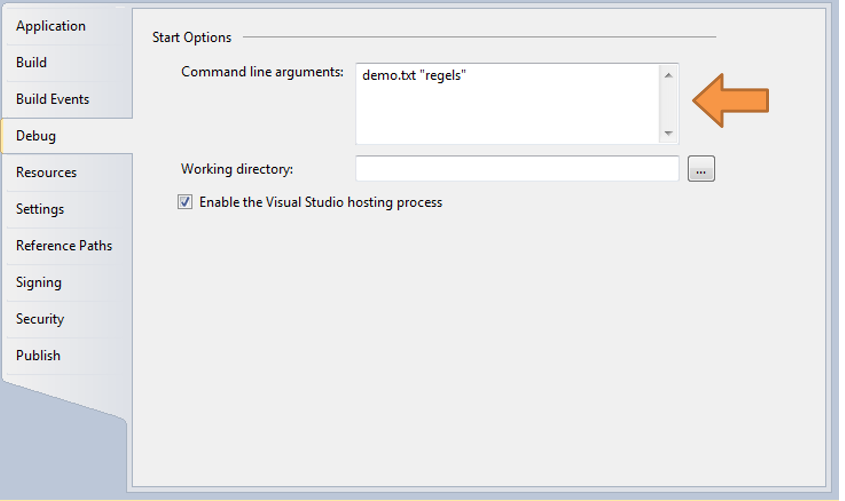 Application
Build
Build Events
Debug
Resources
Settings
Reference Paths
Signing
Security
Publish
Start Options
Command line arguments:
demo.txt "regels"
Working directory:
...
Enable the Visual Studio hosting process